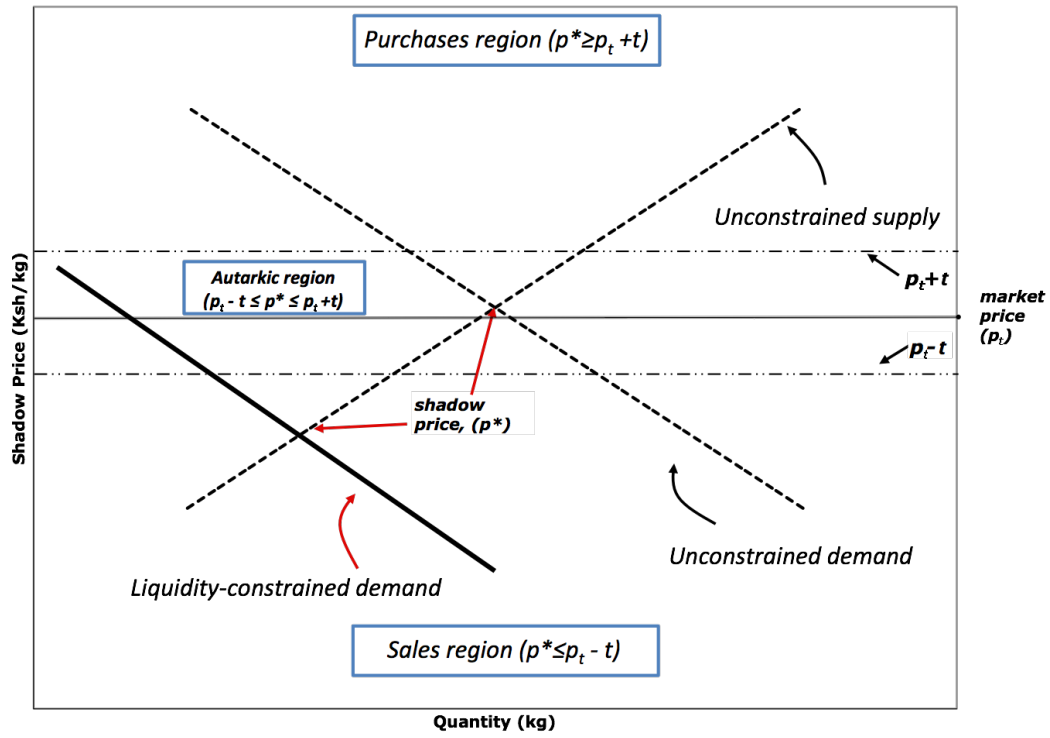 Purchases region (p*≥pt +t)
Unconstrained supply
Autarkic region
(pt - t ≤ p* ≤ pt +t)
pt+t
market
price
(pt)
pt-t
Shadow Price (Ksh/kg)
shadow
price, (p*)
Unconstrained demand
Liquidity-constrained demand
Sales region (p*≤pt - t)
Quantity (kg)